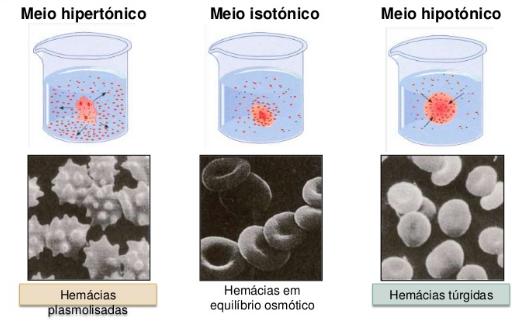 Meio hipertónico
Meio isotónico
Meio hipotónico
Hemácias
plasmolisadas
Hemácias em
equilíbrio osmótico
Hemácias túrgidas